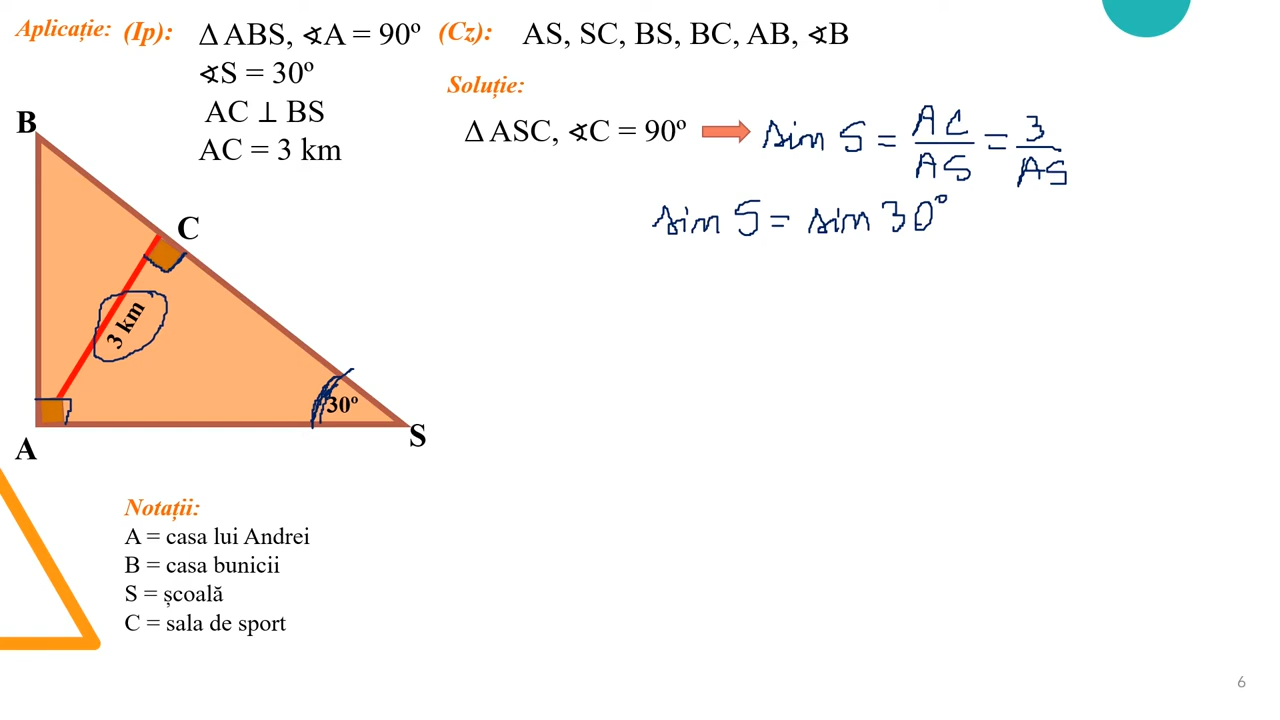 Aplicație: (Ip): Δ ABS, ∢A = 90º (Cz): AS, SC, BS, BC, AB, ∢B
∢S = 30º
AC ⊥ BS
AC = 3 km
Soluție:
Δ ASC, ∢C = 90º ➡ sin S = AC/AS = 3/AS
sin S = sin 30°
B
C
3 km
30º
A
S
Notații:
A = casa lui Andrei
B = casa bunicii
S = școală
C = sala de sport
6